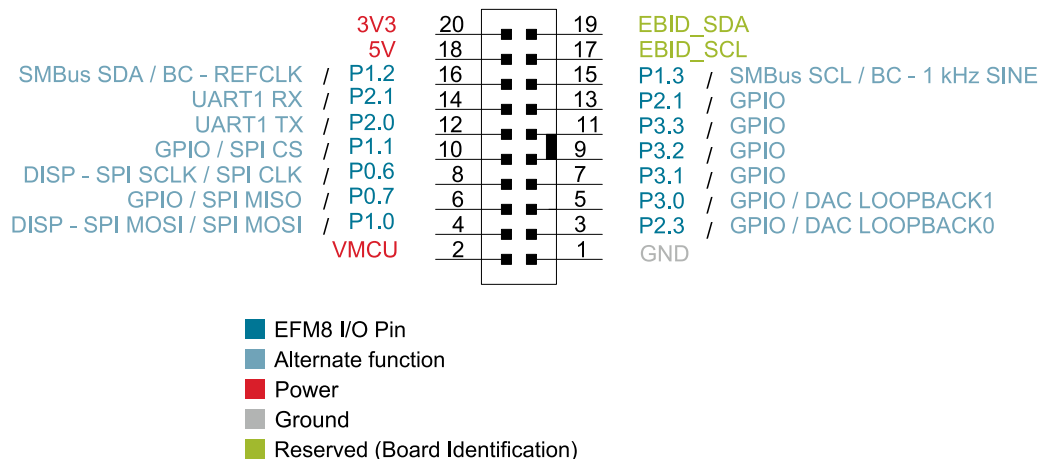 3V3 20 19 EBID_SDA
5V 18 17 EBID_SCL
SMBus SDA / BC - REFCLK / P1.2 16 15 P1.3 / SMBus SCL / BC - 1 kHz SINE
UART1 RX / P2.1 14 13 P2.1 / GPIO
UART1 TX / P2.0 12 11 P3.3 / GPIO
GPIO / SPI CS / P1.1 10 9 P3.2 / GPIO
DISP - SPI SCLK / SPI CLK / P0.6 8 7 P3.1 / GPIO
GPIO / SPI MISO / P0.7 6 5 P3.0 / GPIO / DAC LOOPBACK1
DISP - SPI MOSI / SPI MOSI / P1.0 4 3 P2.3 / GPIO / DAC LOOPBACK0
VMCU 2 1 GND
EFM8 I/O Pin
Alternate function
Power
Ground
Reserved (Board Identification)